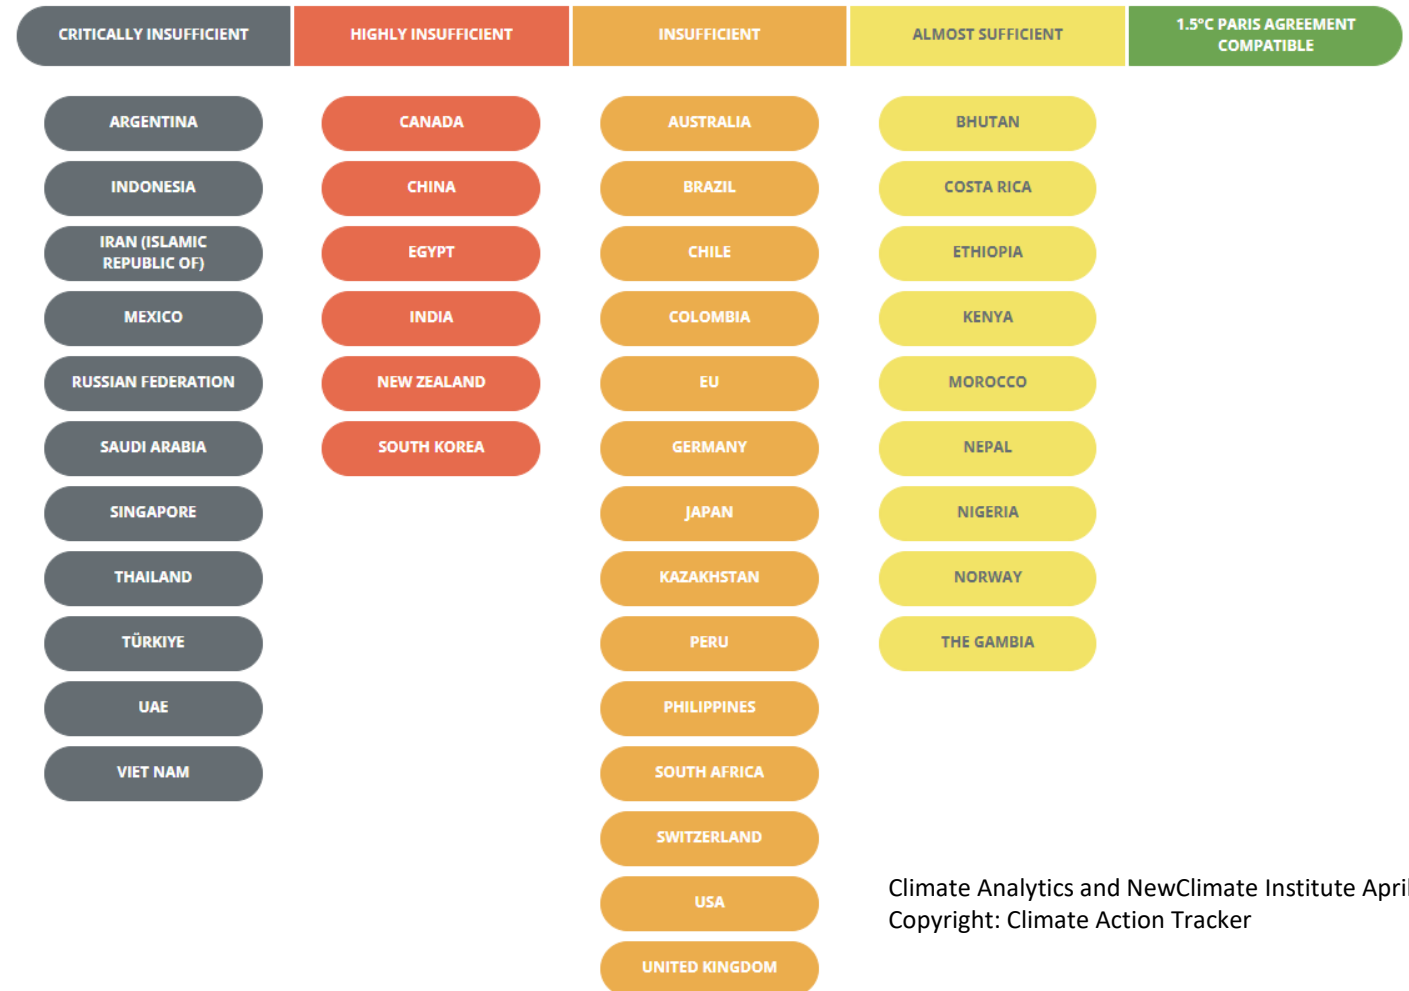 CRITICALLY INSUFFICIENT
HIGHLY INSUFFICIENT
INSUFFICIENT
ALMOST SUFFICIENT
1.5°C PARIS AGREEMENT
COMPATIBLE
ARGENTINA
INDONESIA
IRAN (ISLAMIC
REPUBLIC OF)
MEXICO
RUSSIAN FEDERATION
SAUDI ARABIA
SINGAPORE
THAILAND
TÜRKIYE
UAE
VIET NAM
CANADA
CHINA
EGYPT
INDIA
NEW ZEALAND
SOUTH KOREA
AUSTRALIA
BRAZIL
CHILE
COLOMBIA
EU
GERMANY
JAPAN
KAZAKHSTAN
PERU
PHILIPPINES
SOUTH AFRICA
SWITZERLAND
USA
UNITED KINGDOM
BHUTAN
COSTA RICA
ETHIOPIA
KENYA
MOROCCO
NEPAL
NIGERIA
NORWAY
THE GAMBIA
Climate Analytics and NewClimate Institute April
Copyright: Climate Action Tracker